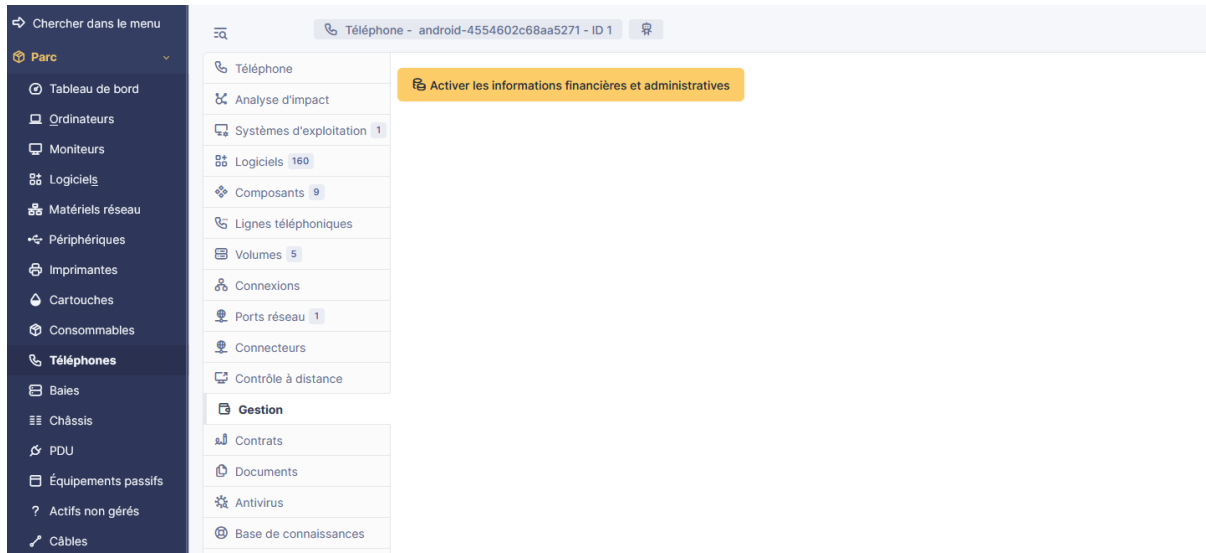 Chercher dans le menu
Parc
Tableau de bord
Ordinateurs
Moniteurs
Logiciels
Matériels réseau
Périphériques
Imprimantes
Cartouches
Consommables
Téléphones
Baies
Châssis
PDU
Équipements passifs
? Actifs non gérés
Câbles
Téléphone - android-4554602c68aa5271 - ID 1
Téléphone
Analyse d'impact
Systèmes d'exploitation 1
Logiciels 160
Composants 9
Lignes téléphoniques
Volumes 5
Connexions
Ports réseau 1
Connecteurs
Contrôle à distance
Gestion
Contrats
Documents
Antivirus
Base de connaissances
Activer les informations financières et administratives